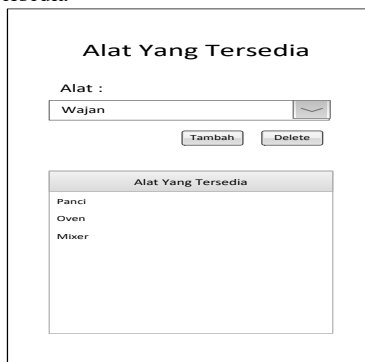 Alat Yang Tersedia
Alat :
Wajan
Tambah Delete
Alat Yang Tersedia
Panci
Oven
Mixer